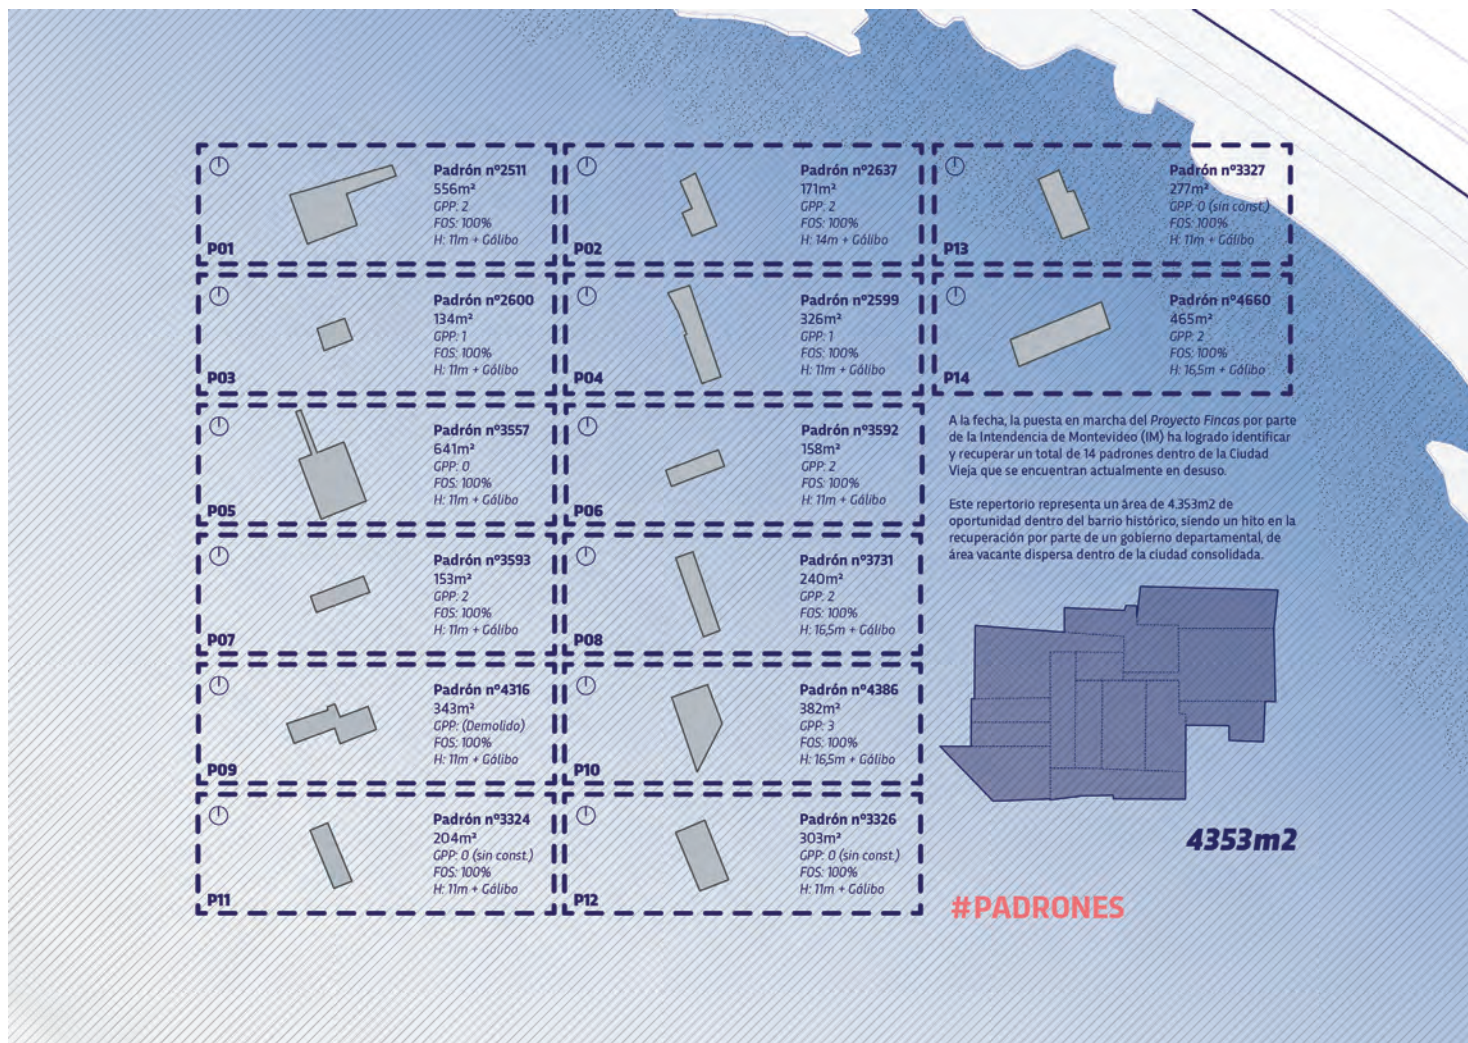 Padrón nº2511
556m²
GPP: 2
FOS: 100%
H: 11m + Gálibo
P01
Padrón nº2637
171m²
GPP: 2
FOS: 100%
H: 14m + Gálibo
P02
Padrón nº3327
277m²
GPP: 0 (sin const.)
FOS: 100%
H: 11m + Gálibo
P13
Padrón nº2600
134m²
GPP: 1
FOS: 100%
H: 11m + Gálibo
P03
Padrón nº2599
326m²
GPP: 1
FOS: 100%
H: 11m + Gálibo
P04
Padrón nº4660
465m²
GPP: 2
FOS: 100%
H: 16,5m + Gálibo
P14
Padrón nº3557
641m²
GPP: 0
FOS: 100%
H: 11m + Gálibo
P05
Padrón nº3592
158m²
GPP: 2
FOS: 100%
H: 11m + Gálibo
P06
A la fecha, la puesta en marcha del Proyecto Fincas por parte
de la Intendencia de Montevideo (IM) ha logrado identificar
y recuperar un total de 14 padrones dentro de la Ciudad
Vieja que se encuentran actualmente en desuso.
Este repertorio representa un área de 4.353m2 de
oportunidad dentro del barrio histórico, siendo un hito en la
recuperación por parte de un gobierno departamental, de
área vacante dispersa dentro de la ciudad consolidada.
Padrón nº3593
153m²
GPP: 2
FOS: 100%
H: 11m + Gálibo
P07
Padrón nº3731
240m²
GPP: 2
FOS: 100%
H: 16,5m + Gálibo
P08
Padrón nº4316
343m²
GPP: (Demolido)
FOS: 100%
H: 11m + Gálibo
P09
Padrón nº4386
382m²
GPP: 3
FOS: 100%
H: 16,5m + Gálibo
P10
Padrón nº3324
204m²
GPP: 0 (sin const.)
FOS: 100%
H: 11m + Gálibo
P11
Padrón nº3326
303m²
GPP: 0 (sin const.)
FOS: 100%
H: 11m + Gálibo
P12
4353m2
#PADRONES